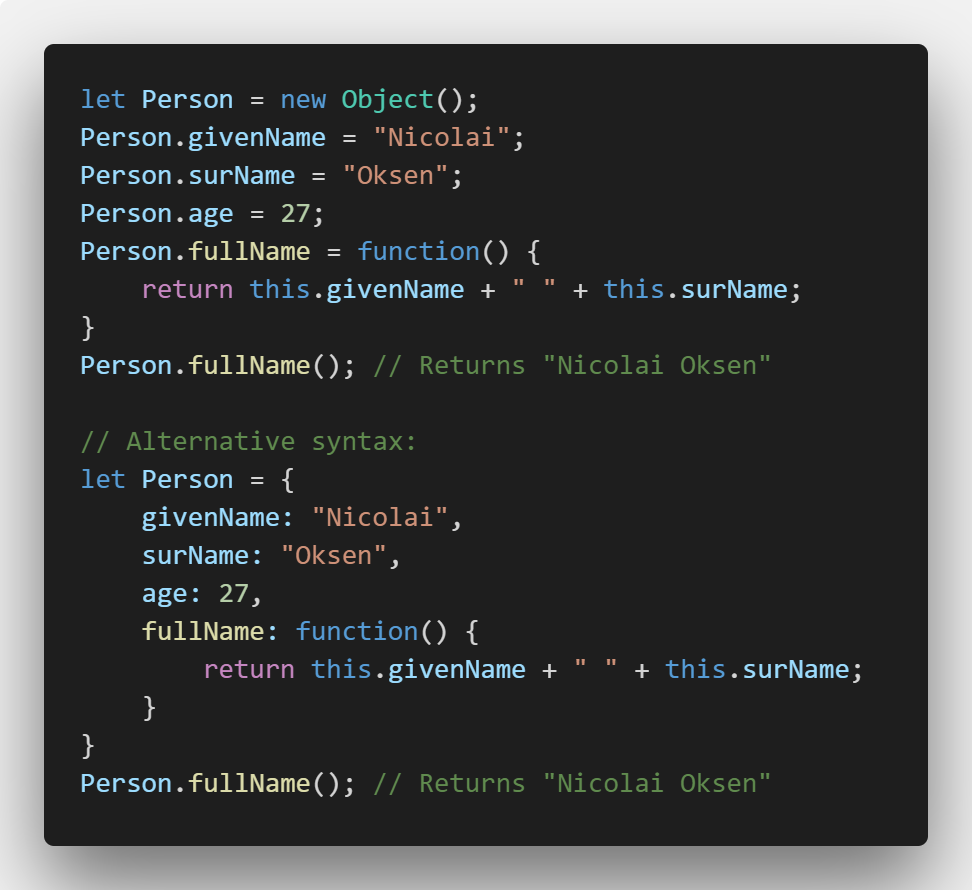 let Person = new Object();
Person.givenName = "Nicolai";
Person.surName = "Oksen";
Person.age = 27;
Person.fullName = function() {
    return this.givenName + " " + this.surName;
}
Person.fullName(); // Returns "Nicolai Oksen"

// Alternative syntax:
let Person = {
    givenName: "Nicolai",
    surName: "Oksen",
    age: 27,
    fullName: function() {
        return this.givenName + " " + this.surName;
    }
}
Person.fullName(); // Returns "Nicolai Oksen"